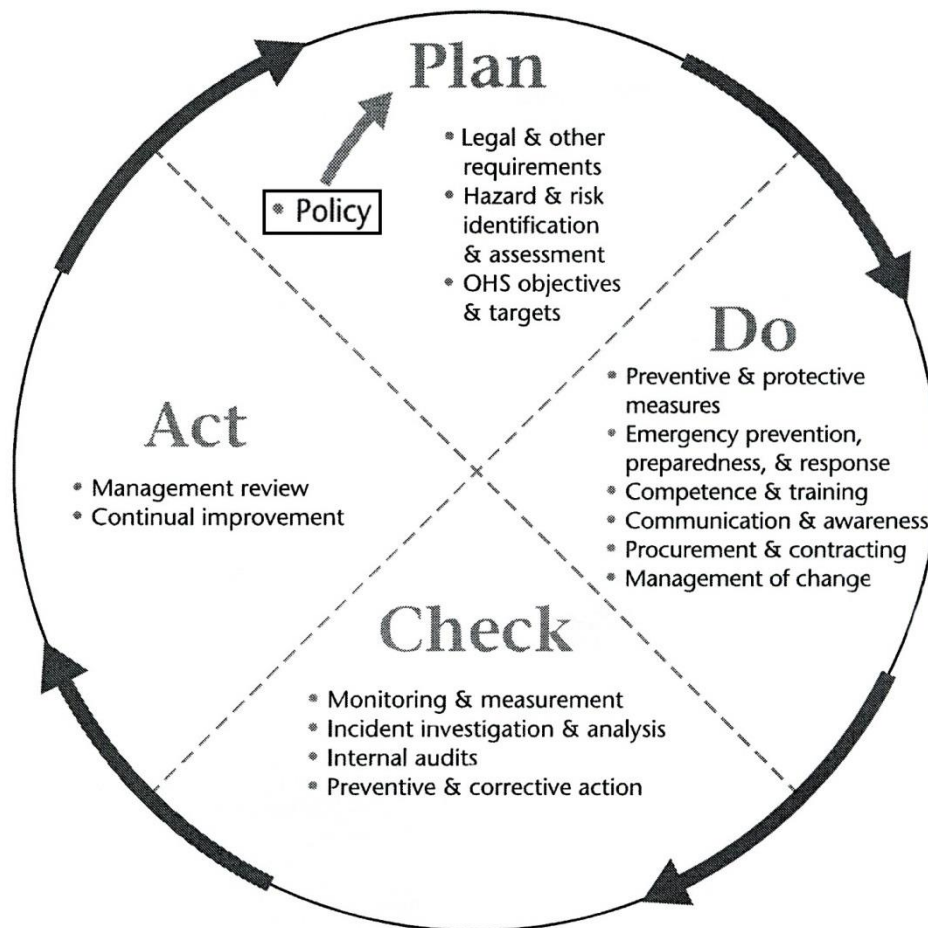 Plan
• Legal & other
requirements
• Hazard & risk
identification
& assessment
• OHS objectives
& targets
• Policy
Do
• Preventive & protective
measures
• Emergency prevention,
preparedness, & response
• Competence & training
• Communication & awareness
• Procurement & contracting
• Management of change
Check
• Monitoring & measurement
• Incident investigation & analysis
• Internal audits
• Preventive & corrective action
Act
• Management review
• Continual improvement